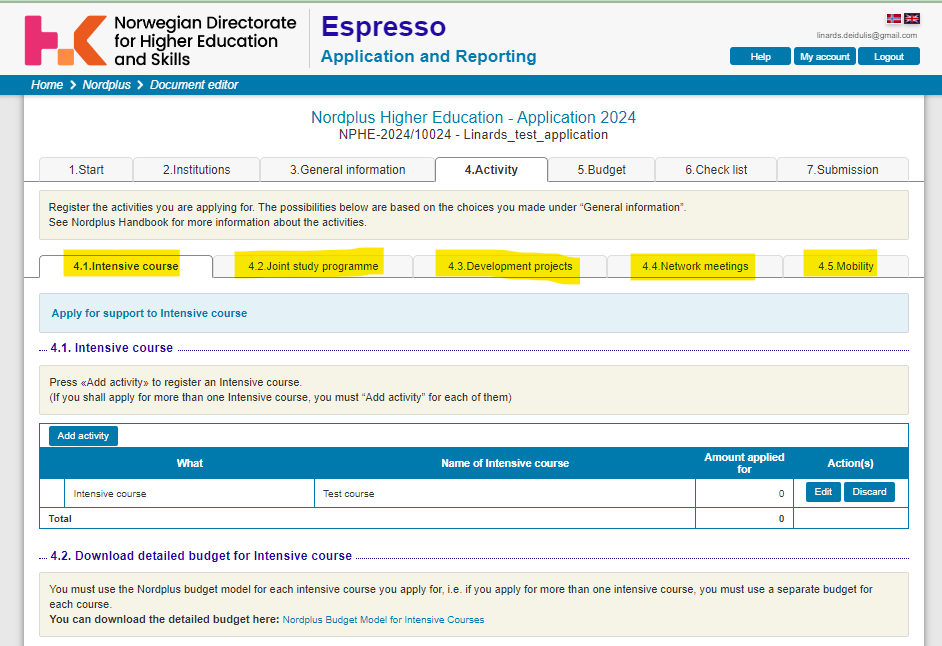 Norwegian Directorate
for Higher Education
and Skills
Espresso
Application and Reporting
linards.deidulis@gmail.com
Help My account Logout
Home > Nordplus > Document editor
Nordplus Higher Education - Application 2024
NPHE-2024/10024 - Linards_test_application
1.Start 2.Institutions 3.General information 4.Activity 5.Budget 6.Check list 7.Submission
Register the activities you are applying for. The possibilities below are based on the choices you made under “General information”.
See Nordplus Handbook for more information about the activities.
4.1.Intensive course 4.2.Joint study programme 4.3.Development projects 4.4.Network meetings 4.5.Mobility
Apply for support to Intensive course
4.1. Intensive course
Press «Add activity» to register an Intensive course.
(If you shall apply for more than one Intensive course, you must “Add activity” for each of them)
Add activity
What Name of Intensive course Amount applied for Action(s)
Intensive course Test course 0 Edit Discard
Total 0
4.2. Download detailed budget for Intensive course
You must use the Nordplus budget model for each intensive course you apply for, i.e. if you apply for more than one intensive course, you must use a separate budget for
each course.
You can download the detailed budget here: Nordplus Budget Model for Intensive Courses